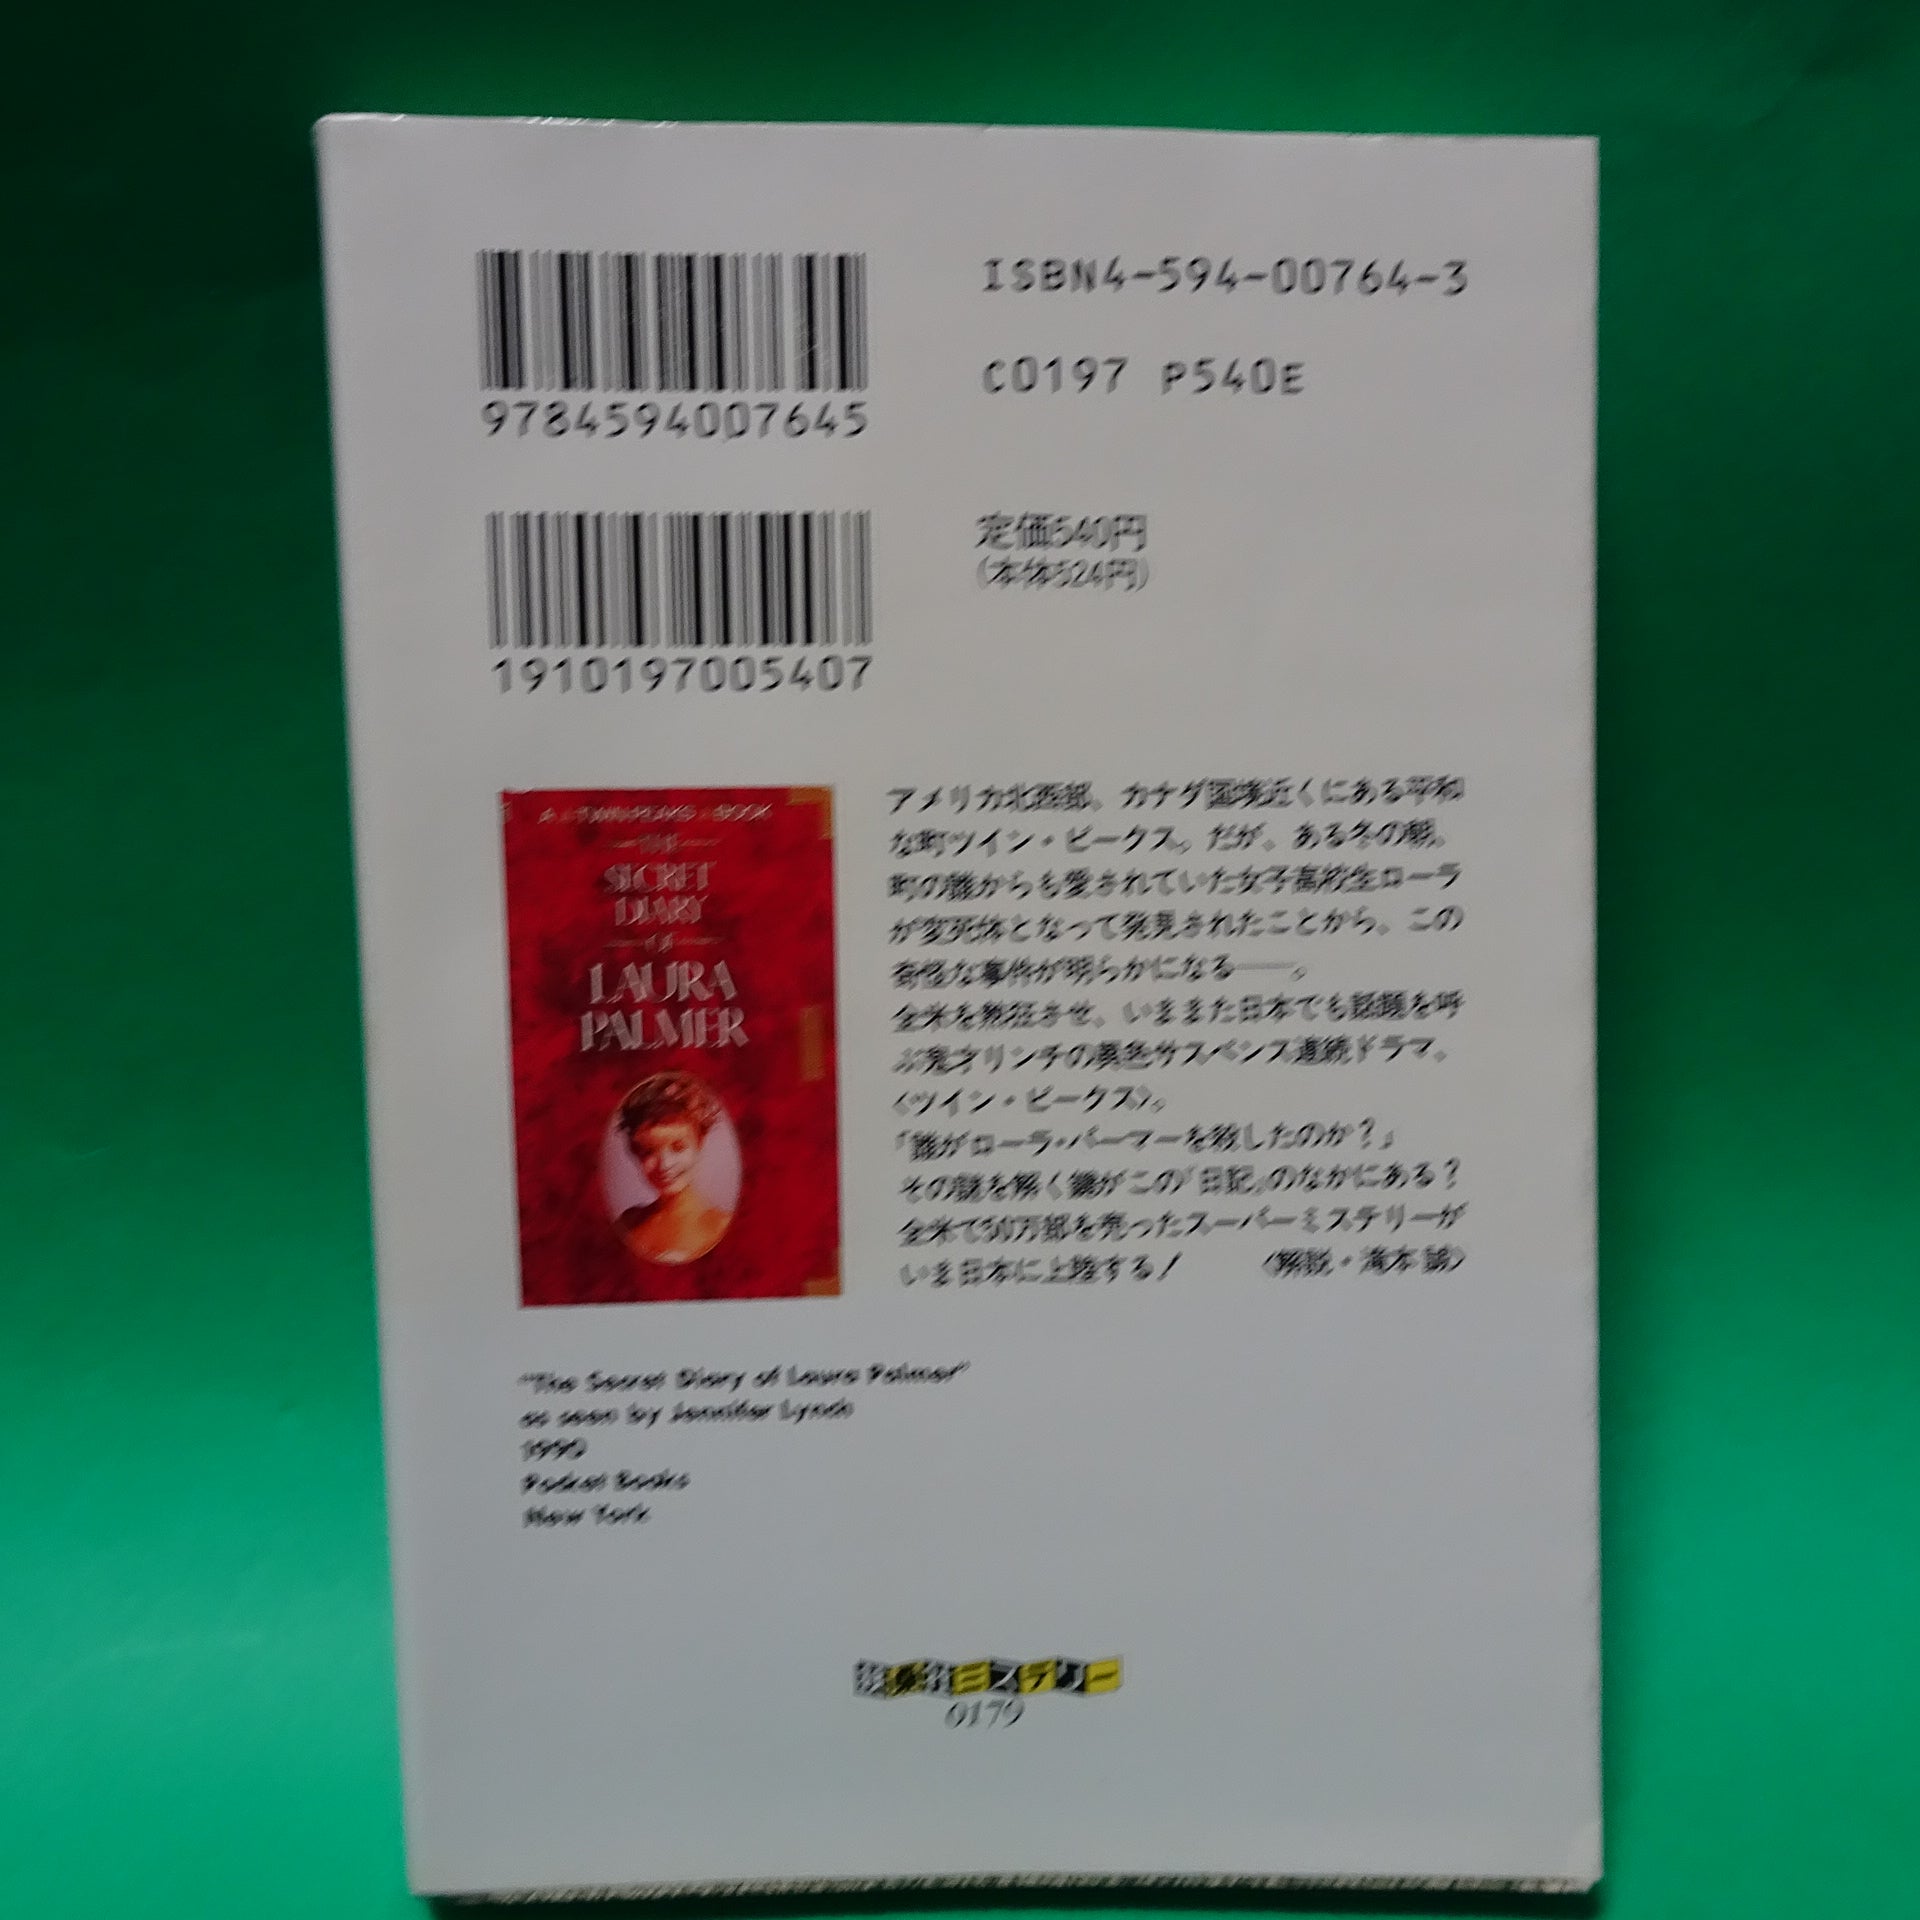 9784594007645
ISBN4-594-00764-3
C0197 P540E
1910197005407
定価540円
(本体524円)
A TWIN PEAKS BOOK
THE
SECRET
DIARY
OF
LAURA
PALMER
アメリカ北西部、カナダ国境近くにある平和
な町ツイン・ピークス。だが、ある冬の朝、
町の誰からも愛されていた女子高校生ローラ
が変死体となって発見されたことから、この
奇怪な事件が明らかになる——。
全米を熱狂させ、いままた日本でも話題を呼
ぶ鬼才リンチの異色サスペンス連続ドラマ、
〈ツイン・ピークス〉。
「誰がローラ・パーマーを殺したのか?」
その謎を解く鍵がこの「日記」のなかにある?
全米で50万部を売ったスーパーミステリーが
いま日本に上陸する! 〈解説・滝本 誠〉
"The Secret Diary of Laura Palmer"
as seen by Jennifer Lynch
1990
Pocket Books
New York
扶桑社ミステリー
0179